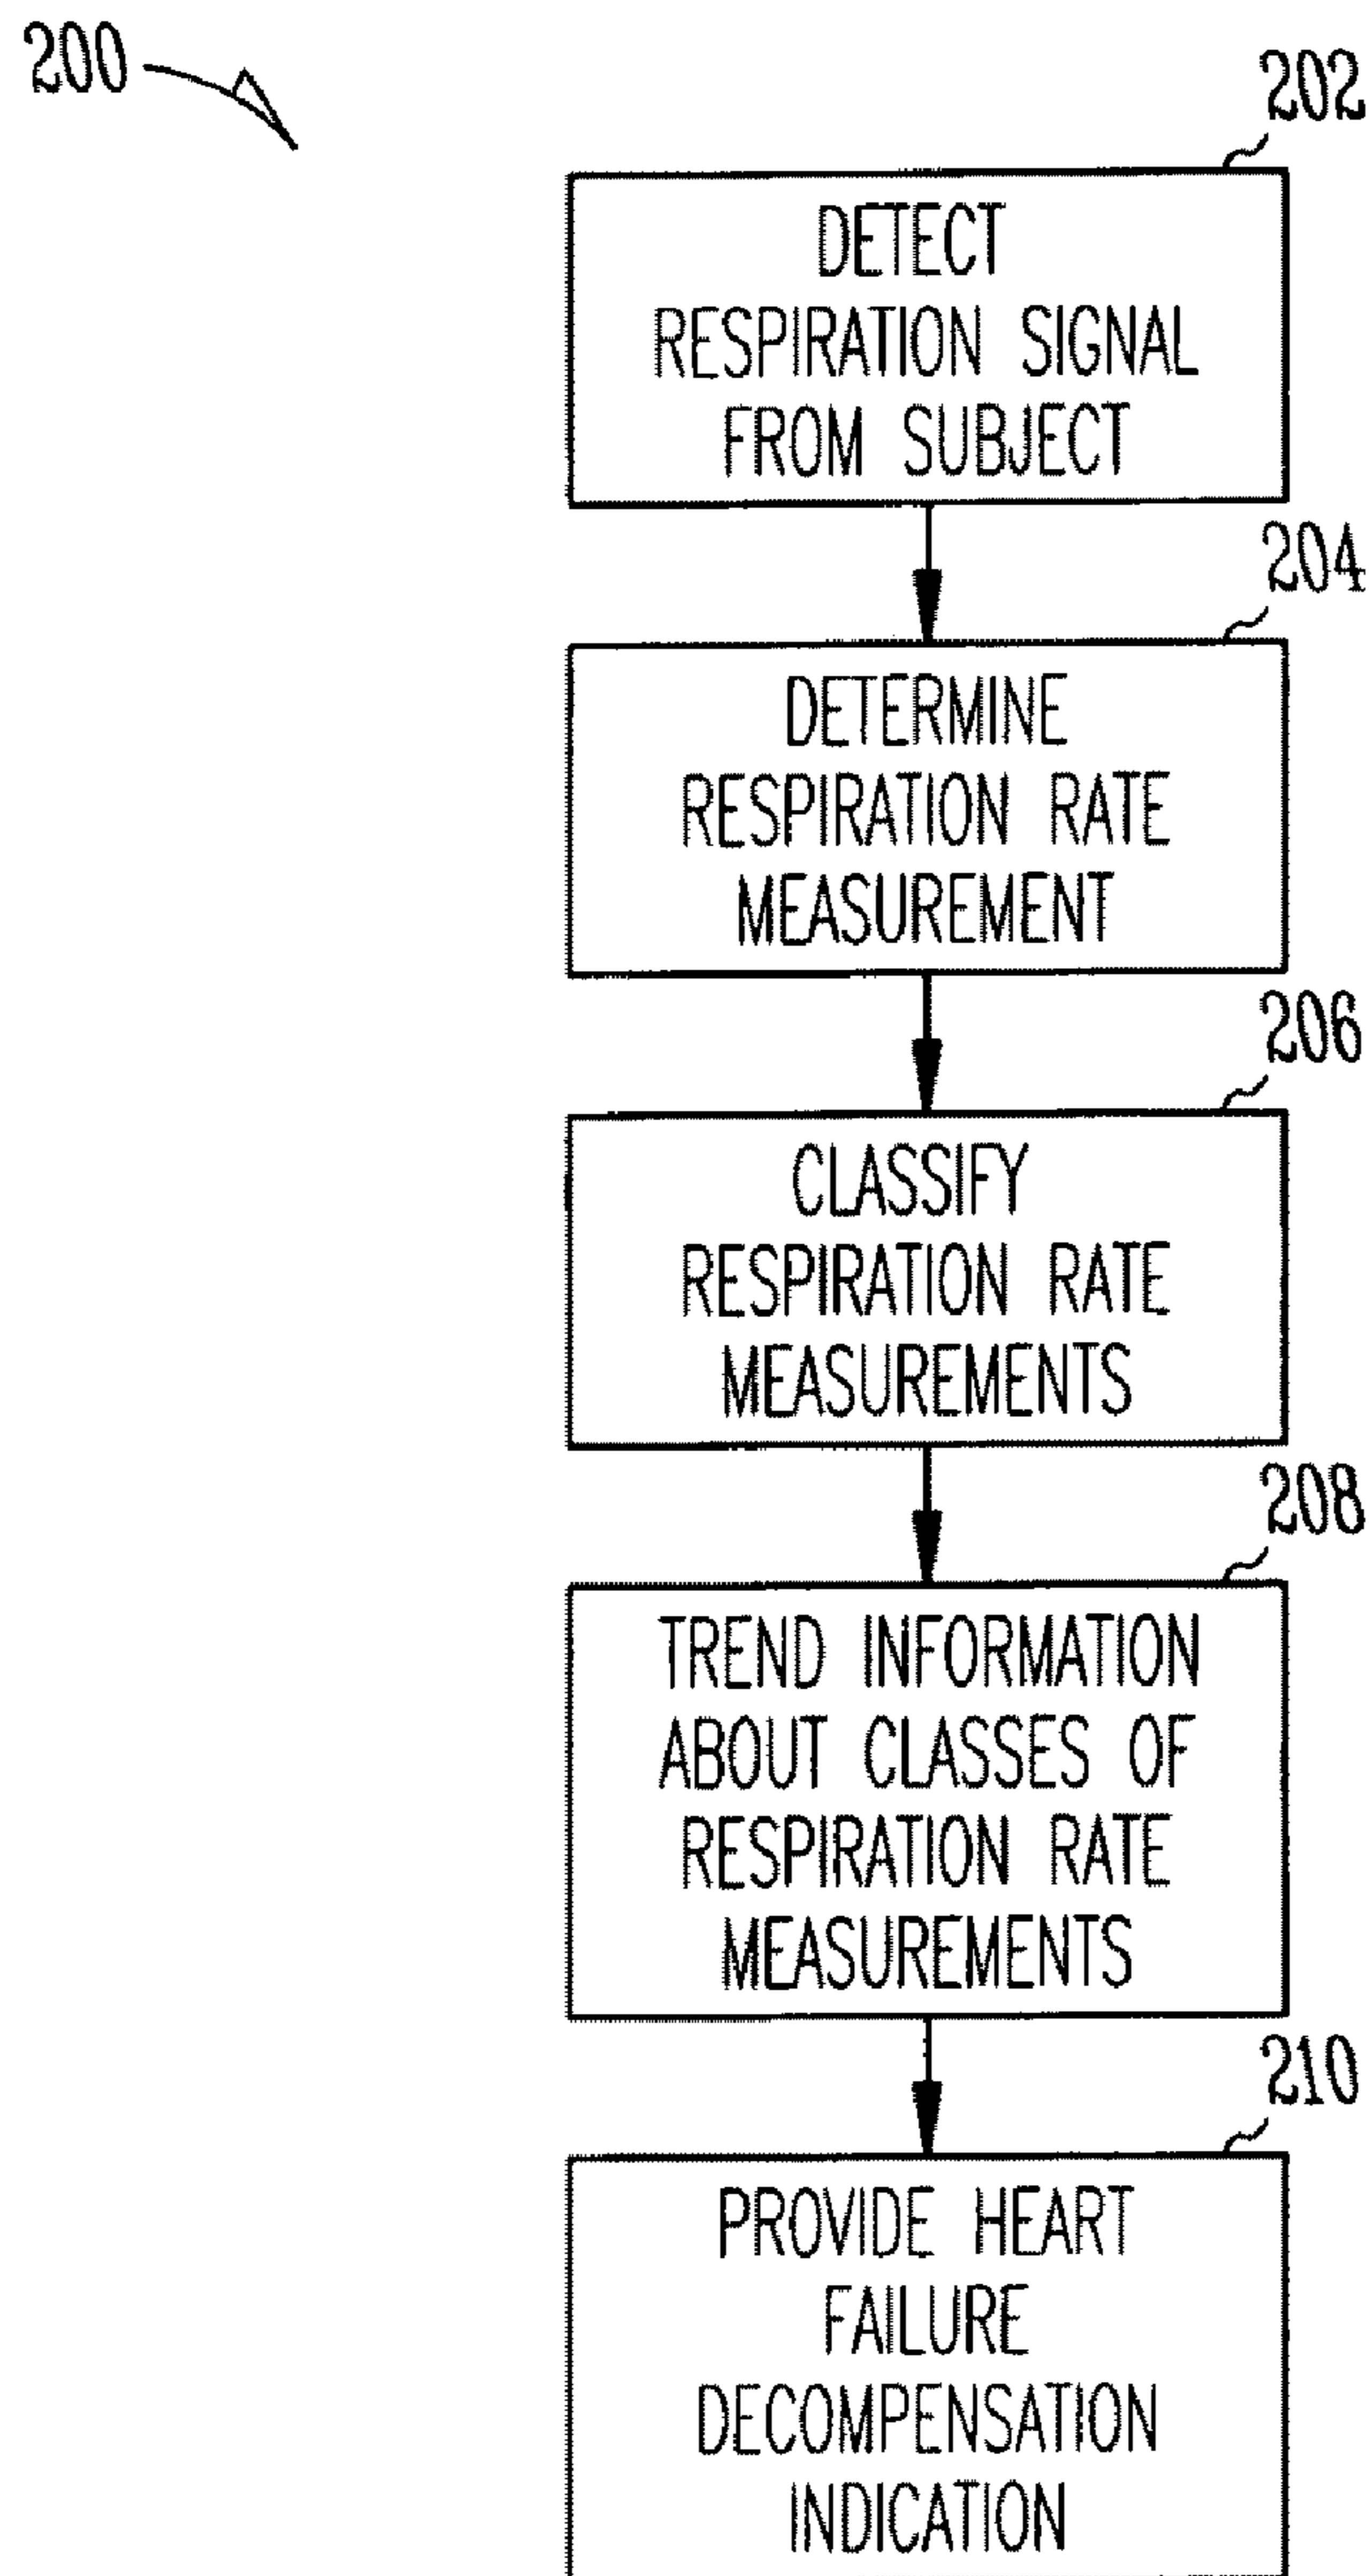 200
202
DETECT
RESPIRATION SIGNAL
FROM SUBJECT
204
DETERMINE
RESPIRATION RATE
MEASUREMENT
206
CLASSIFY
RESPIRATION RATE
MEASUREMENTS
208
TREND INFORMATION
ABOUT CLASSES OF
RESPIRATION RATE
MEASUREMENTS
210
PROVIDE HEART
FAILURE
DECOMPENSATION
INDICATION